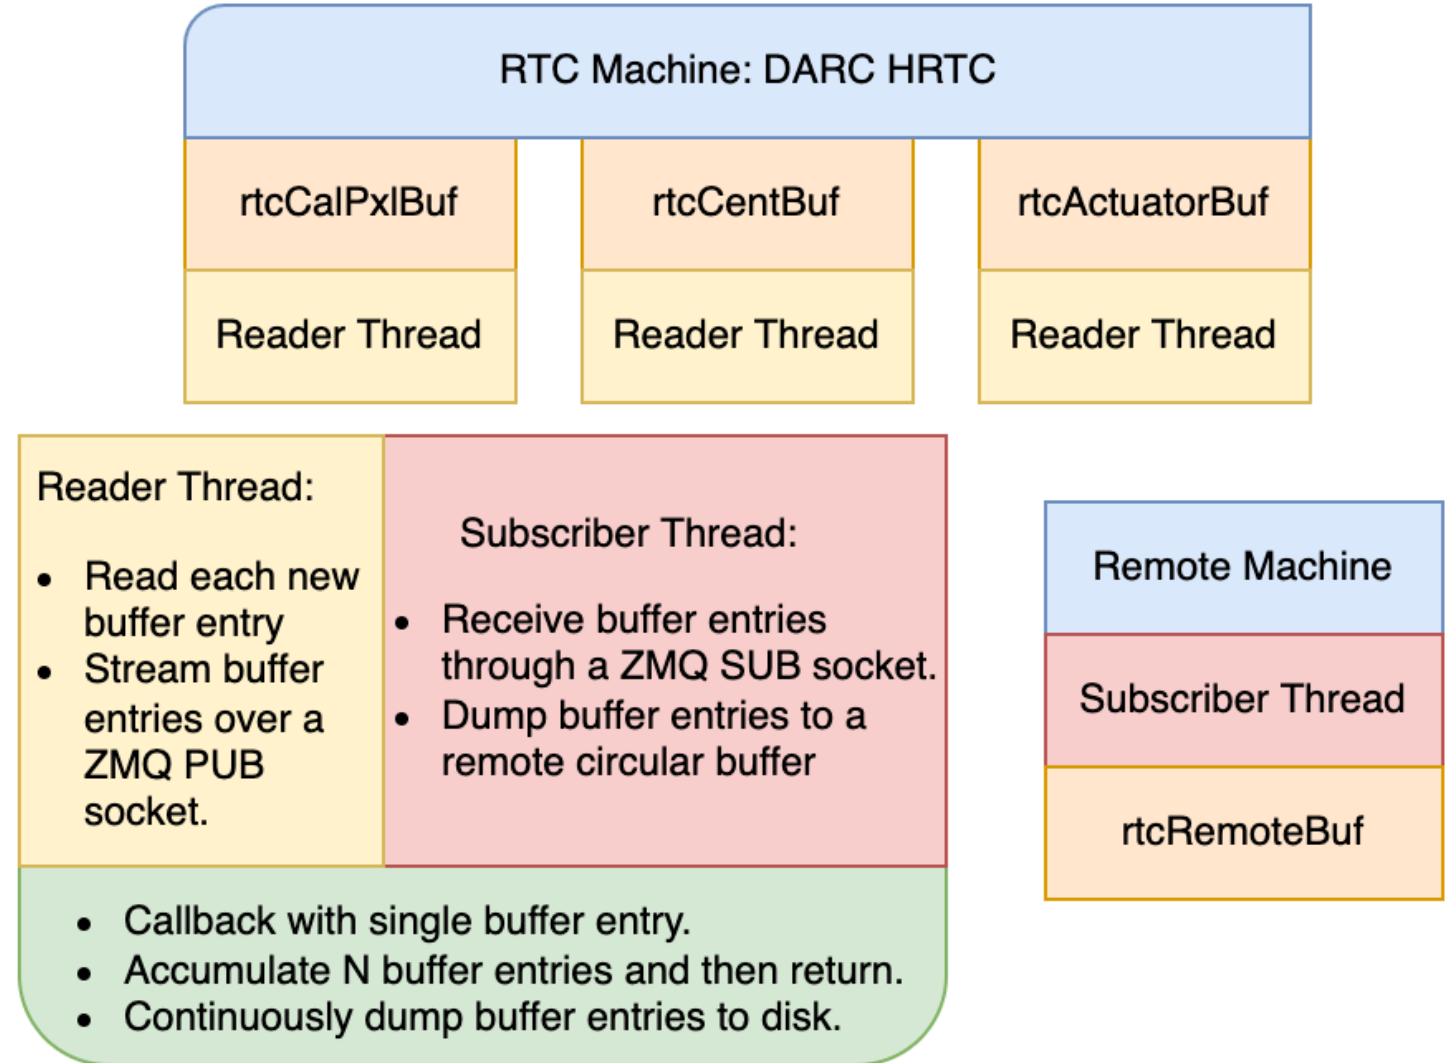 RTC Machine: DARC HRTC
rtcCalPxlBuf
rtcCentBuf
rtcActuatorBuf
Reader Thread
Reader Thread
Reader Thread
Reader Thread:
• Read each new
buffer entry
• Stream buffer
entries over a
ZMQ PUB
socket.
Subscriber Thread:
• Receive buffer entries
through a ZMQ SUB socket.
• Dump buffer entries to a
remote circular buffer
• Callback with single buffer entry.
• Accumulate N buffer entries and then return.
• Continuously dump buffer entries to disk.
Remote Machine
Subscriber Thread
rtcRemoteBuf